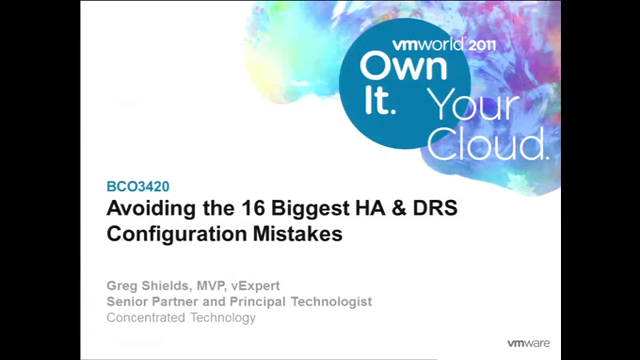 vmworld 2011
Own
It. Your
Cloud.
BCO3420
Avoiding the 16 Biggest HA & DRS
Configuration Mistakes
Greg Shields, MVP, vExpert
Senior Partner and Principal Technologist
Concentrated Technology
vmware